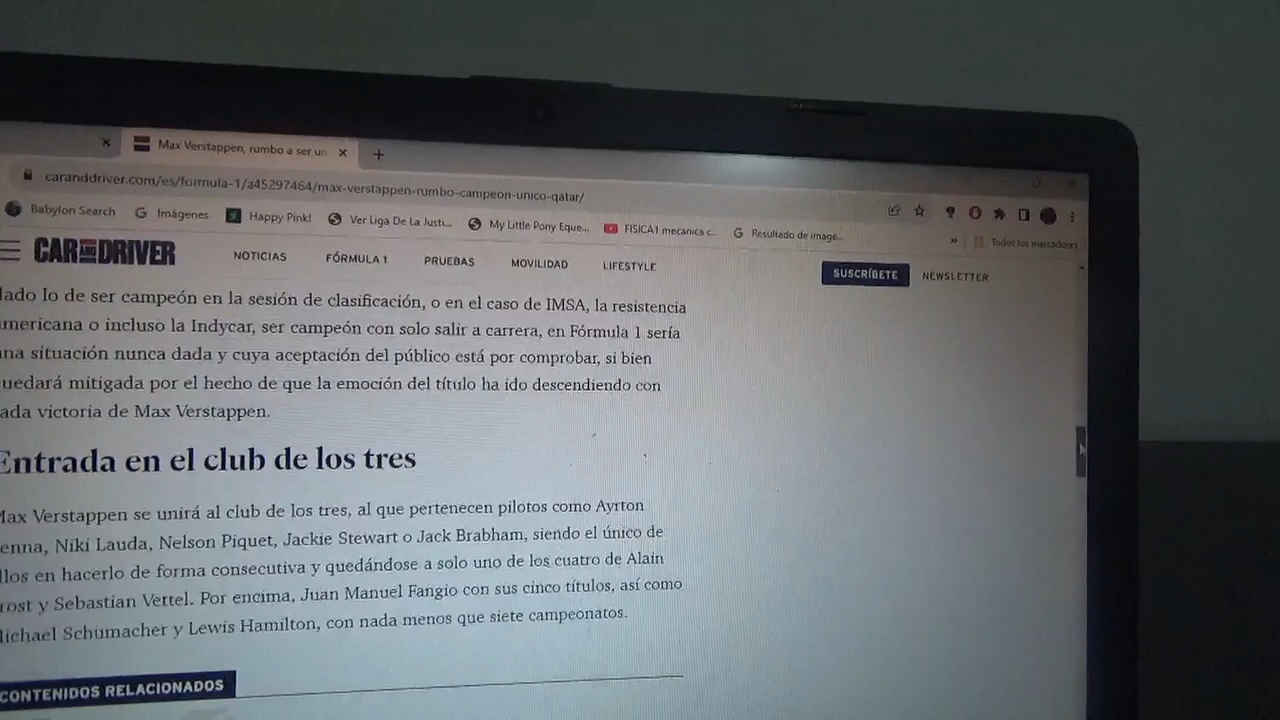 Max Verstappen, rumbo a ser un
caranddriver.com/es/formula-1/a45297464/max-verstappen-rumbo-campeon-unico-qatar/
Babylon Search Imágenes Happy Pink! Ver Liga De La Justi... My Little Pony Eque... FISICA1 mecanica c... Resultado de image... » Todos los marcadores
CAR AND DRIVER NOTICIAS FÓRMULA 1 PRUEBAS MOVILIDAD LIFESTYLE SUSCRÍBETE NEWSLETTER
lado lo de ser campeón en la sesión de clasificación, o en el caso de IMSA, la resistencia
mericana o incluso la Indycar, ser campeón con solo salir a carrera, en Fórmula 1 sería
na situación nunca dada y cuya aceptación del público está por comprobar, si bien
uedará mitigada por el hecho de que la emoción del título ha ido descendiendo con
ada victoria de Max Verstappen.
Entrada en el club de los tres
Max Verstappen se unirá al club de los tres, al que pertenecen pilotos como Ayrton
enna, Niki Lauda, Nelson Piquet, Jackie Stewart o Jack Brabham, siendo el único de
llos en hacerlo de forma consecutiva y quedándose a solo uno de los cuatro de Alain
rost y Sebastian Vettel. Por encima, Juan Manuel Fangio con sus cinco títulos, así como
Michael Schumacher y Lewis Hamilton, con nada menos que siete campeonatos.
CONTENIDOS RELACIONADOS